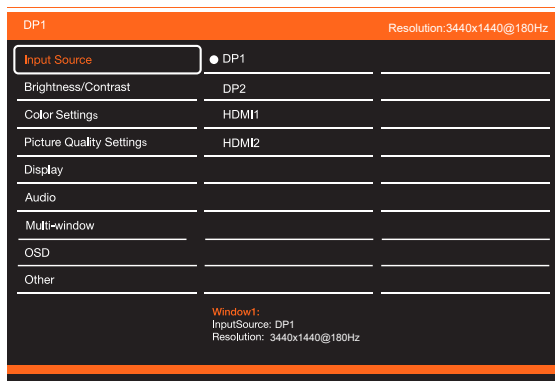 DP1 Resolution:3440x1440@180Hz
Input Source DP1
Brightness/Contrast DP2
Color Settings HDMI1
Picture Quality Settings HDMI2
Display
Audio
Multi-window
OSD
Other
Window1:
InputSource: DP1
Resolution: 3440x1440@180Hz